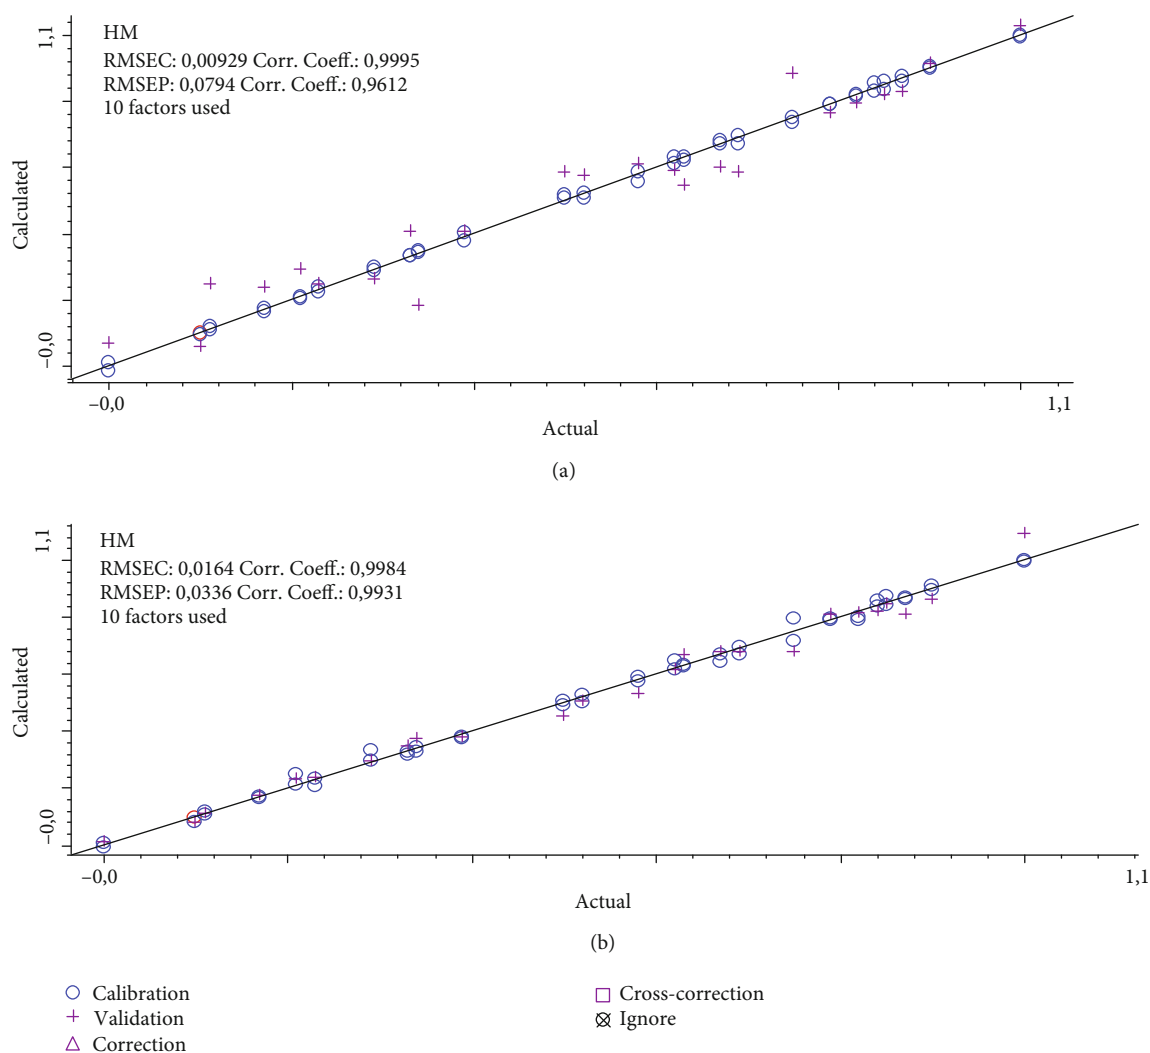 HM
RMSEC: 0,00929 Corr. Coeff.: 0,9995
RMSEP: 0,0794 Corr. Coeff.: 0,9612
10 factors used
1,1
Calculated
–0,0
–0,0
1,1
Actual
(a)
HM
RMSEC: 0,0164 Corr. Coeff.: 0,9984
RMSEP: 0,0336 Corr. Coeff.: 0,9931
10 factors used
1,1
Calculated
–0,0
–0,0
1,1
Actual
(b)
Calibration
Validation
Correction
Cross-correction
Ignore